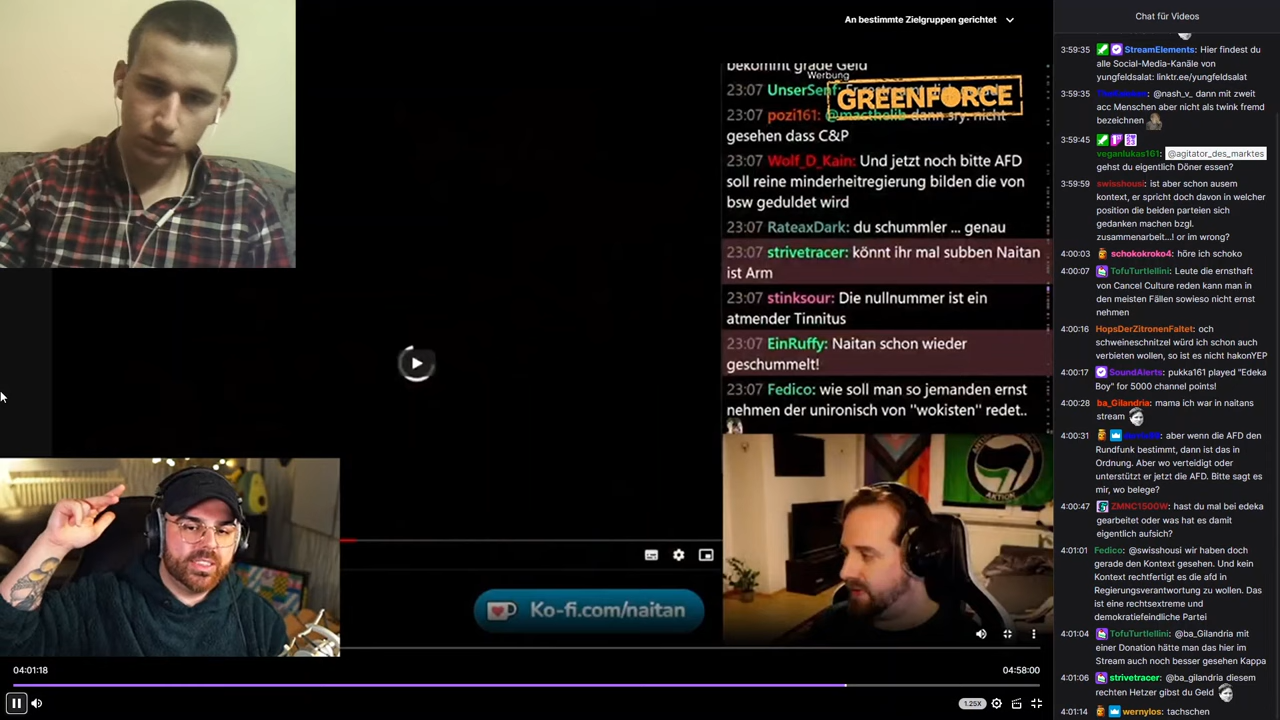 An bestimmte Zielgruppen gerichtet
bekommt grade Geld
Werbung
23:07 UnserSenf:
GREENFORCE
23:07 pozi161: @mactholib dann sry. nicht
gesehen dass C&P
23:07 Wolf_D_Kain: Und jetzt noch bitte AFD
soll reine minderheitregierung bilden die von
bsw geduldet wird
23:07 RateaxDark: du schummler ... genau
23:07 strivetracer: könnt ihr mal subben Naitan
ist Arm
23:07 stinksour: Die nullnummer ist ein
atmender Tinnitus
23:07 EinRuffy: Naitan schon wieder
geschummelt!
23:07 Fedico: wie soll man so jemanden ernst
nehmen der unironisch von "wokisten" redet..
AKTION
Ko-fi.com/naitan
04:01:18
04:58:00
1.25X
Chat für Videos
3:59:35 StreamElements: Hier findest du
alle Social-Media-Kanäle von
yungfeldsalat: linktr.ee/yungfeldsalat
3:59:35 @nash_v_ dann mit zweit
acc Menschen aber nicht als twink fremd
bezeichnen
3:59:45
veganlukas161: @agitator_des_marktes
gehst du eigentlich Döner essen?
3:59:59 swisshousi: ist aber schon ausem
kontext, er spricht doch davon in welcher
position die beiden parteien sich
gedanken machen bzgl.
zusammenarbeit...! or im wrong?
4:00:03 schokokroko4: höre ich schoko
4:00:07 TofuTurtlellini: Leute die ernsthaft
von Cancel Culture reden kann man in
den meisten Fällen sowieso nicht ernst
nehmen
4:00:16 HopsDerZitronenFaltet: och
schweineschnitzel würd ich schon auch
verbieten wollen, so ist es nicht hakonYEP
4:00:17 SoundAlerts: pukka161 played "Edeka
Boy" for 5000 channel points!
4:00:28 ba_Gilandria: mama ich war in naitans
stream
4:00:31 aber wenn die AFD den
Rundfunk bestimmt, dann ist das in
Ordnung. Aber wo verteidigt oder
unterstützt er jetzt die AFD. Bitte sagt es
mir, wo belege?
4:00:47 ZMNC1500W: hast du mal bei edeka
gearbeitet oder was hat es damit
eigentlich aufsich?
4:01:01 Fedico: @swisshousi wir haben doch
gerade den Kontext gesehen. Und kein
Kontext rechtfertigt es die afd in
Regierungsverantwortung zu wollen. Das
ist eine rechtsextreme und
demokratiefeindliche Partei
4:01:04 TofuTurtlellini: @ba_Gilandria mit
einer Donation hätte man das hier im
Stream auch noch besser gesehen Kappa
4:01:06 strivetracer: @ba_gilandria diesem
rechten Hetzer gibst du Geld
4:01:14 wernylos: tachschen